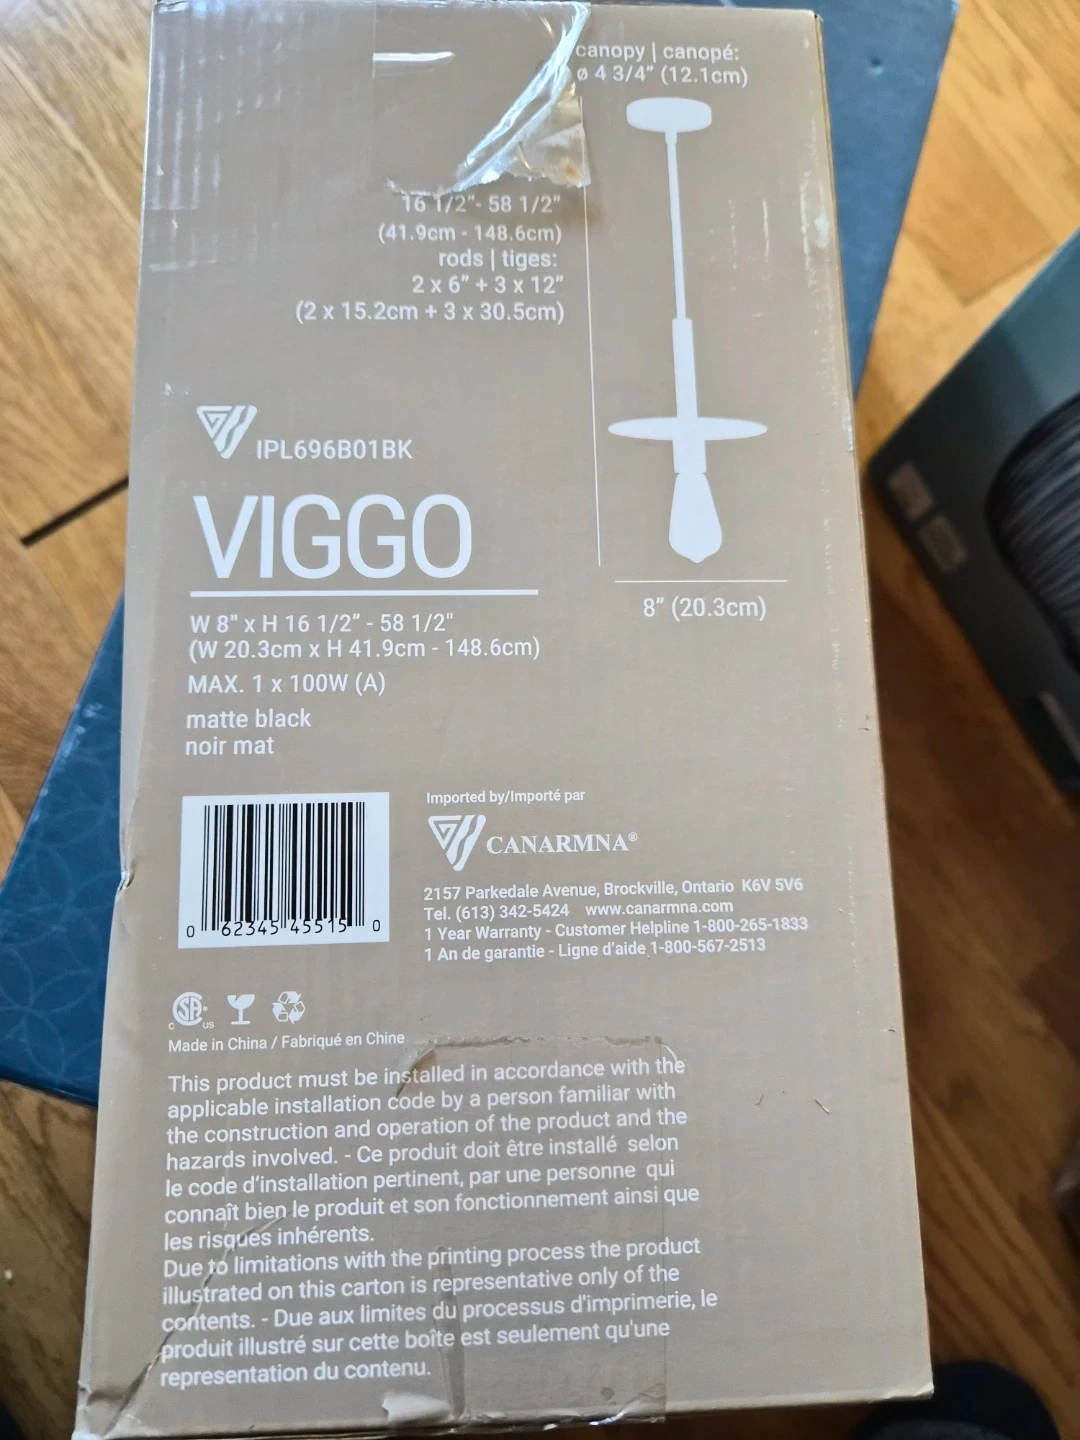 canopy | canopé:
ø 4 3/4" (12.1cm)
16 1/2"- 58 1/2"
(41.9cm - 148.6cm)
rods | tiges:
2 x 6" + 3 x 12"
(2 x 15.2cm + 3 x 30.5cm)
IPL696B01BK
VIGGO
8" (20.3cm)
W 8" x H 16 1/2" - 58 1/2"
(W 20.3cm x H 41.9cm - 148.6cm)
MAX. 1 x 100W (A)
matte black
noir mat
0 62345 45515 0
Imported by/Importé par
CANARMNA®
2157 Parkedale Avenue, Brockville, Ontario K6V 5V6
Tel. (613) 342-5424 www.canarmna.com
1 Year Warranty - Customer Helpline 1-800-265-1833
1 An de garantie - Ligne d'aide 1-800-567-2513
C SA US
Made in China / Fabriqué en Chine
This product must be installed in accordance with the
applicable installation code by a person familiar with
the construction and operation of the product and the
hazards involved. - Ce produit doit être installé selon
le code d'installation pertinent, par une personne qui
connaît bien le produit et son fonctionnement ainsi que
les risques inhérents.
Due to limitations with the printing process the product
illustrated on this carton is representative only of the
contents. - Due aux limites du processus d'imprimerie, le
produit illustré sur cette boîte est seulement qu'une
representation du contenu.